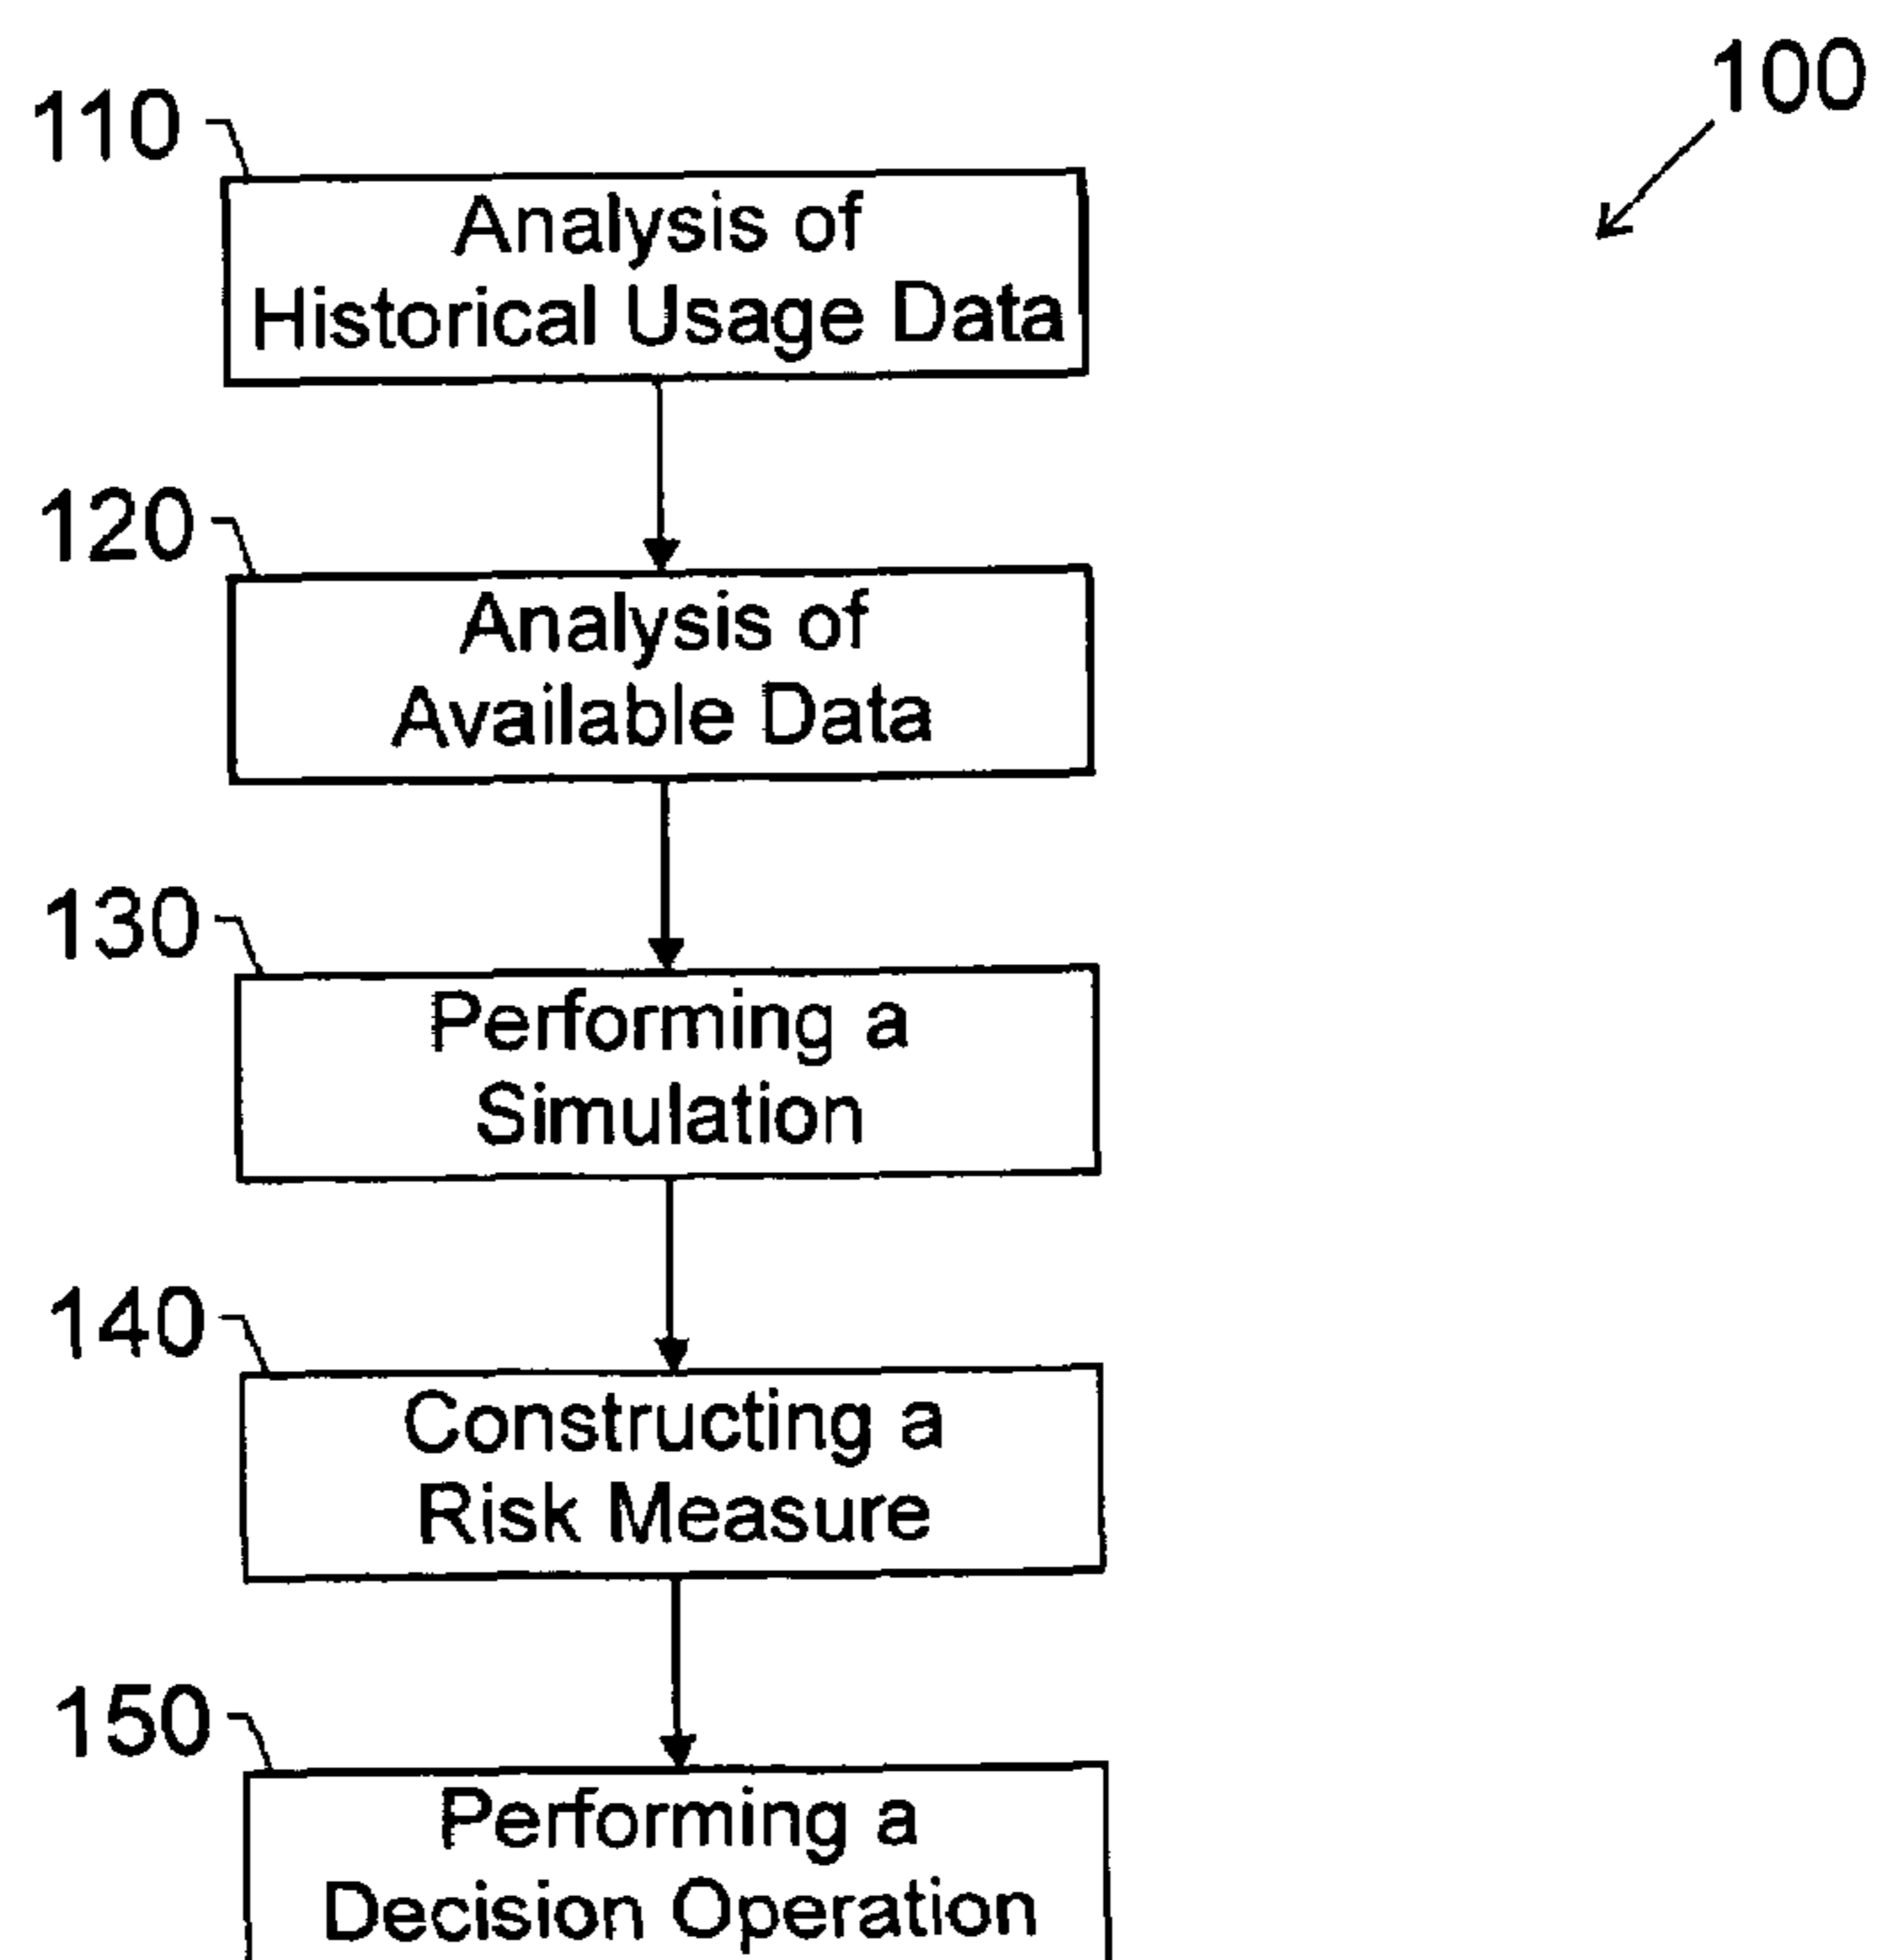 100
110
Analysis of
Historical Usage Data
120
Analysis of
Available Data
130
Performing a
Simulation
140
Constructing a
Risk Measure
150
Performing a
Decision Operation